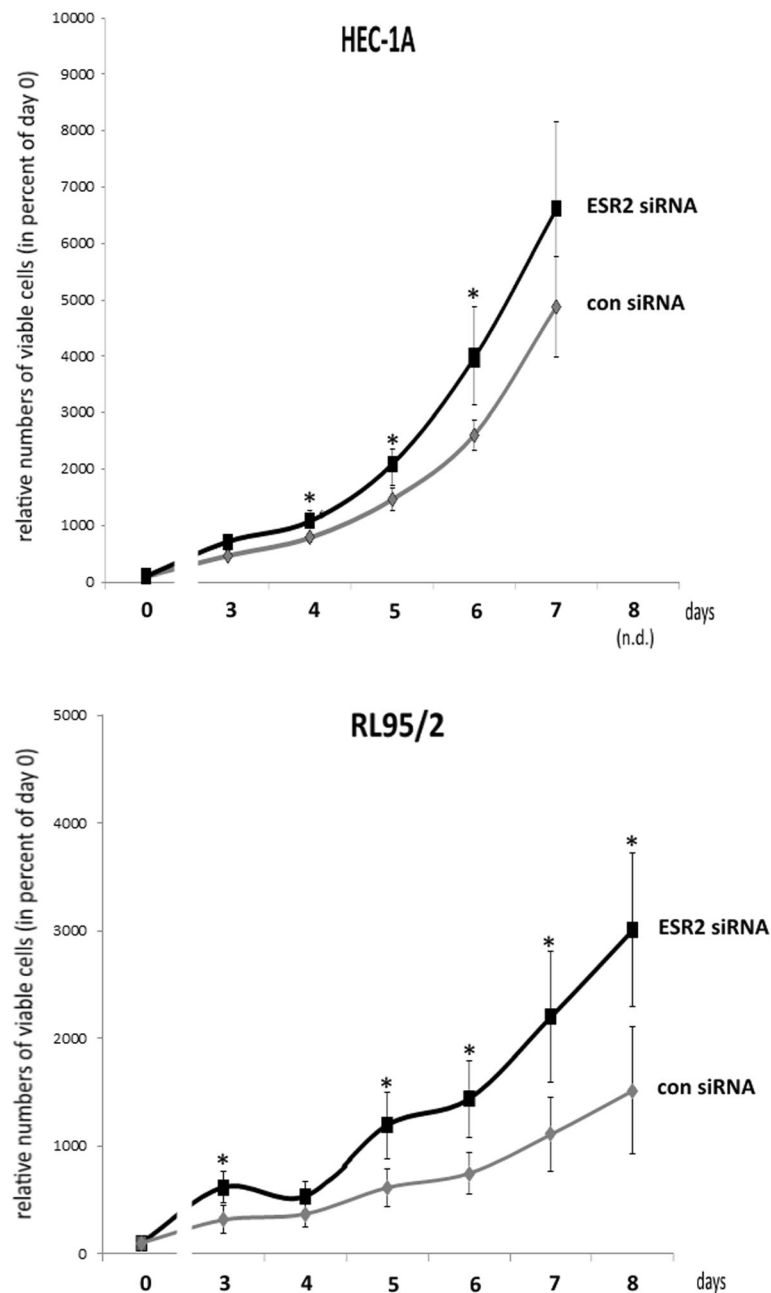 HEC-1A
relative numbers of viable cells (in percent of day 0)
10000
9000
8000
7000
6000
5000
4000
3000
2000
1000
0
ESR2 siRNA
con siRNA
*
*
*
0 3 4 5 6 7 8 days
(n.d.)
RL95/2
relative numbers of viable cells (in percent of day 0)
5000
4000
3000
2000
1000
0
*
*
*
*
*
ESR2 siRNA
con siRNA
0 3 4 5 6 7 8 days